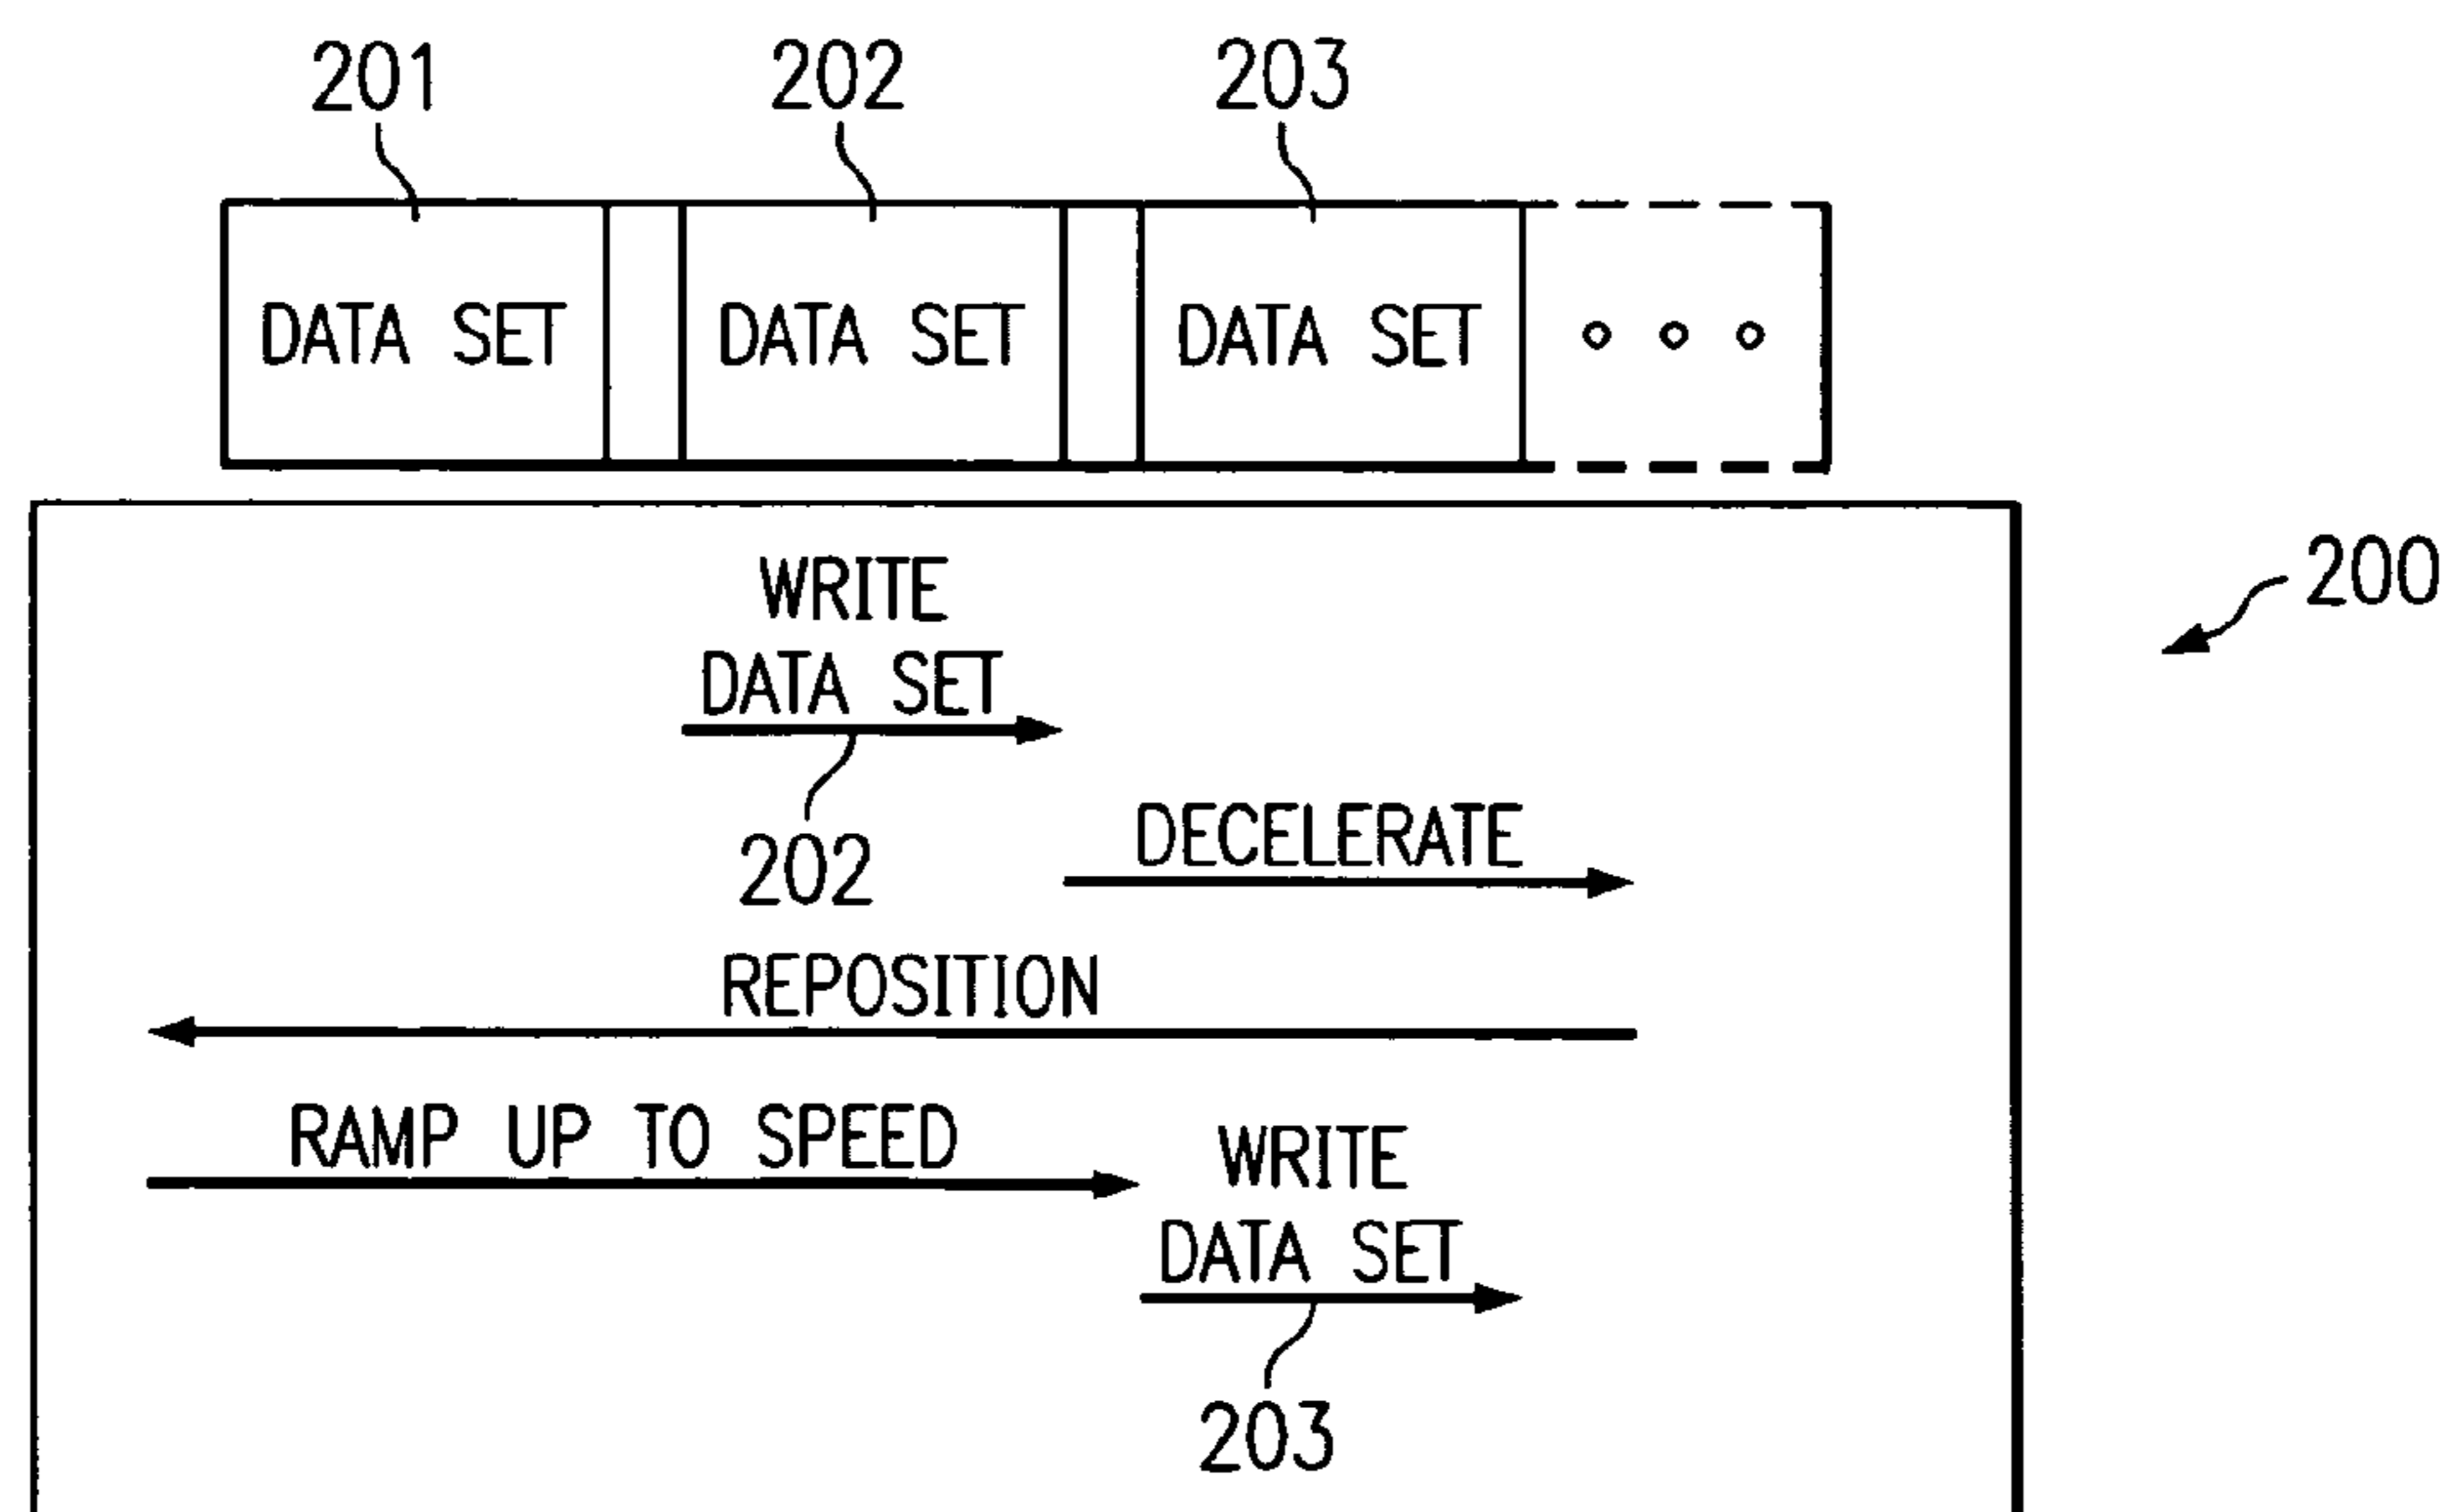 201 202 203
DATA SET DATA SET DATA SET
200
WRITE
DATA SET
202
DECELERATE
REPOSITION
RAMP UP TO SPEED
WRITE
DATA SET
203